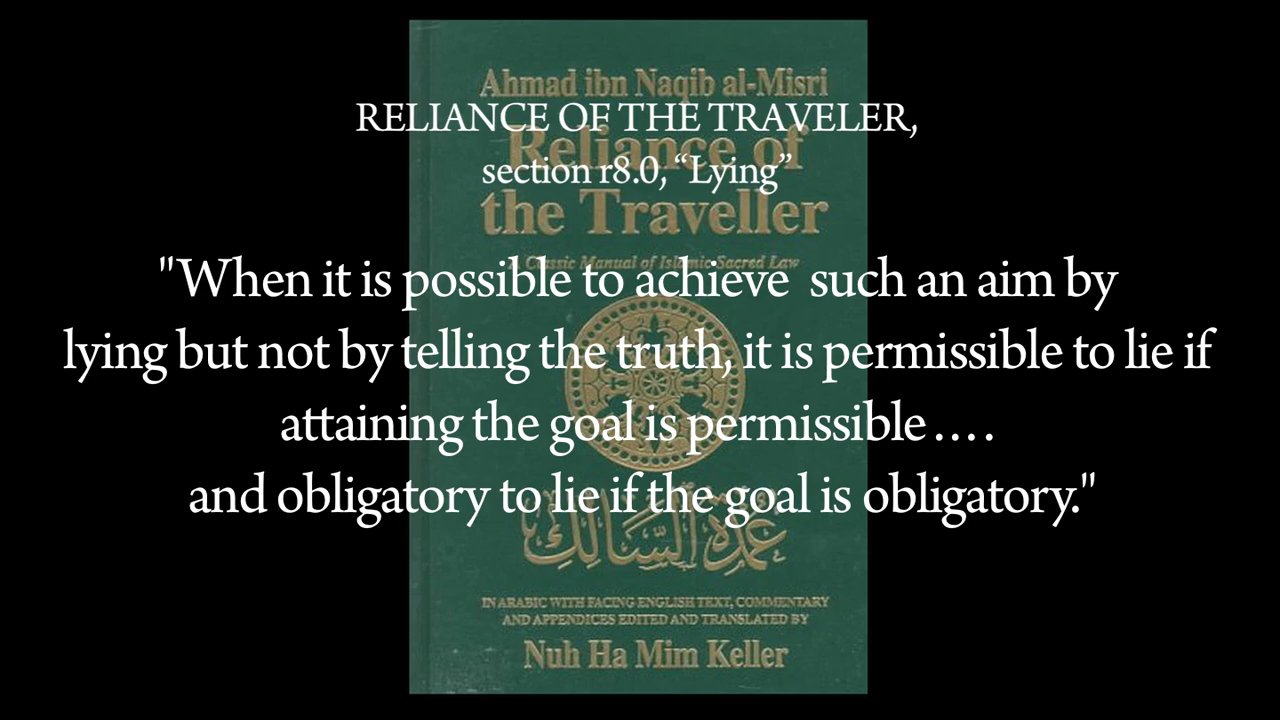 Ahmad ibn Naqib al-Misri
RELIANCE OF THE TRAVELER,
Reliance of
section r8.0, “Lying”
the Traveller
A Classic Manual of Islamic Sacred Law
"When it is possible to achieve  such an aim by
lying but not by telling the truth, it is permissible to lie if
attaining the goal is permissible ....
and obligatory to lie if the goal is obligatory."
عمدة السالك
IN ARABIC WITH FACING ENGLISH TEXT, COMMENTARY
AND APPENDICES EDITED AND TRANSLATED BY
Nuh Ha Mim Keller